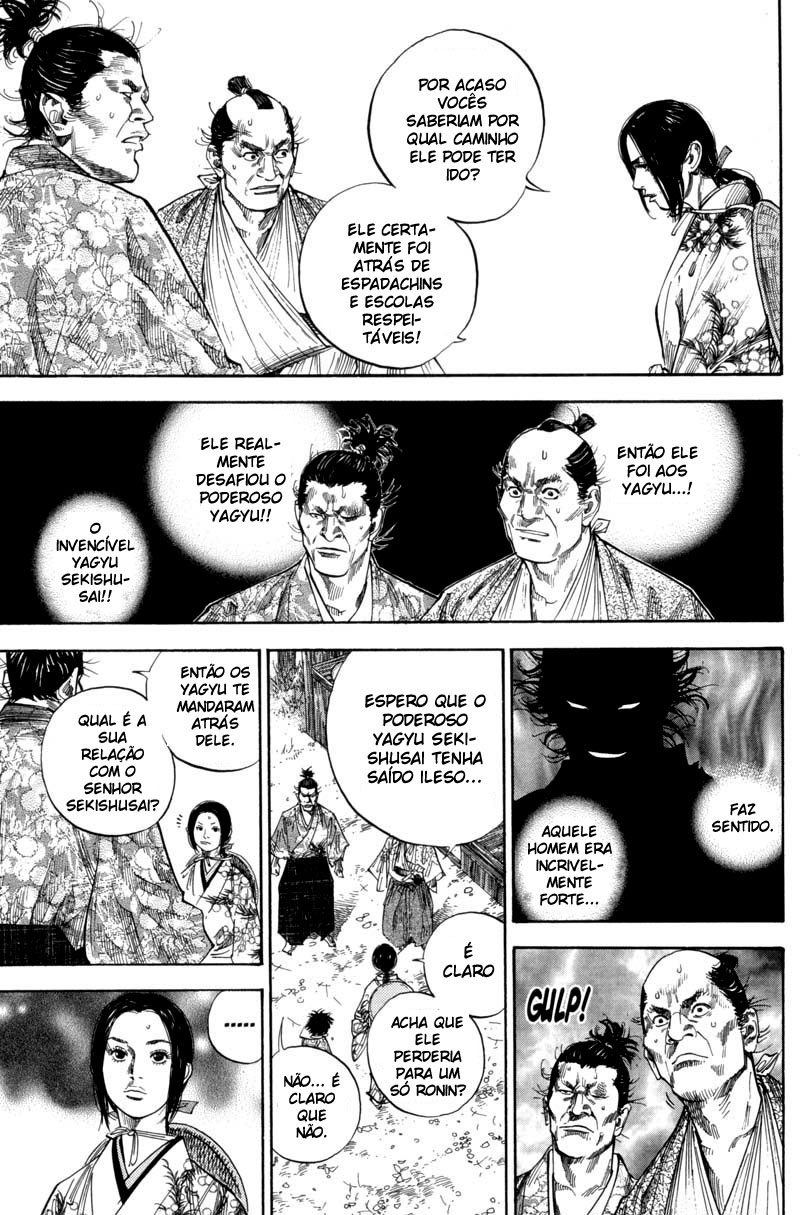 POR ACASO
VOCÊS
SABERIAM POR
QUAL CAMINHO
ELE PODE TER
IDO?
ELE CERTA-
MENTE FOI
ATRÁS DE
ESPADACHINS
E ESCOLAS
RESPEI-
TÁVEIS!
ENTÃO ELE
FOI AOS
YAGYU...!
ELE REAL-
MENTE
DESAFIOU O
PODEROSO
YAGYU!!
O
INVENCÍVEL
YAGYU
SEKISHU-
SAI!!
FAZ
SENTIDO.
AQUELE
HOMEM ERA
INCRIVEL-
MENTE
FORTE...
GULP!
ESPERO QUE O
PODEROSO
YAGYU SEKI-
SHUSAI TENHA
SAÍDO ILESO...
É
CLARO
ACHA QUE
ELE
PERDERIA
PARA UM
SÓ RONIN?
NÃO... É
CLARO
QUE
NÃO.
ENTÃO OS
YAGYU TE
MANDARAM
ATRÁS
DELE.
QUAL É A
SUA
RELAÇÃO
COM O
SENHOR
SEKISHUSAI?
......